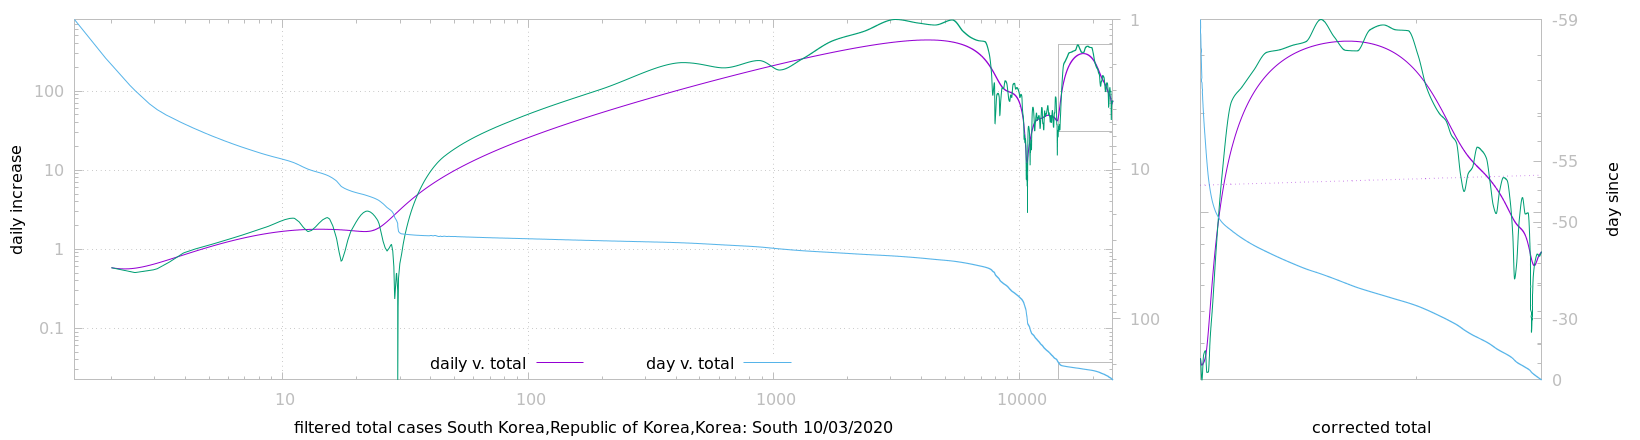 1
-59
100
-55
10
10
-50
daily increase
day since
1
0.1
100
-30
daily v. total
day v. total
0
10
100
1000
10000
filtered total cases South Korea,Republic of Korea,Korea: South 10/03/2020
corrected total